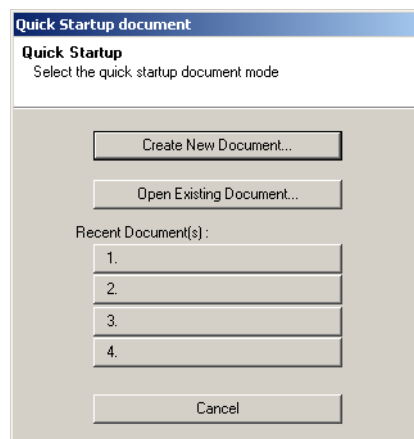 Quick Startup document
Quick Startup
Select the quick startup document mode
Create New Document...
Open Existing Document...
Recent Document(s) :
1.
2.
3.
4.
Cancel